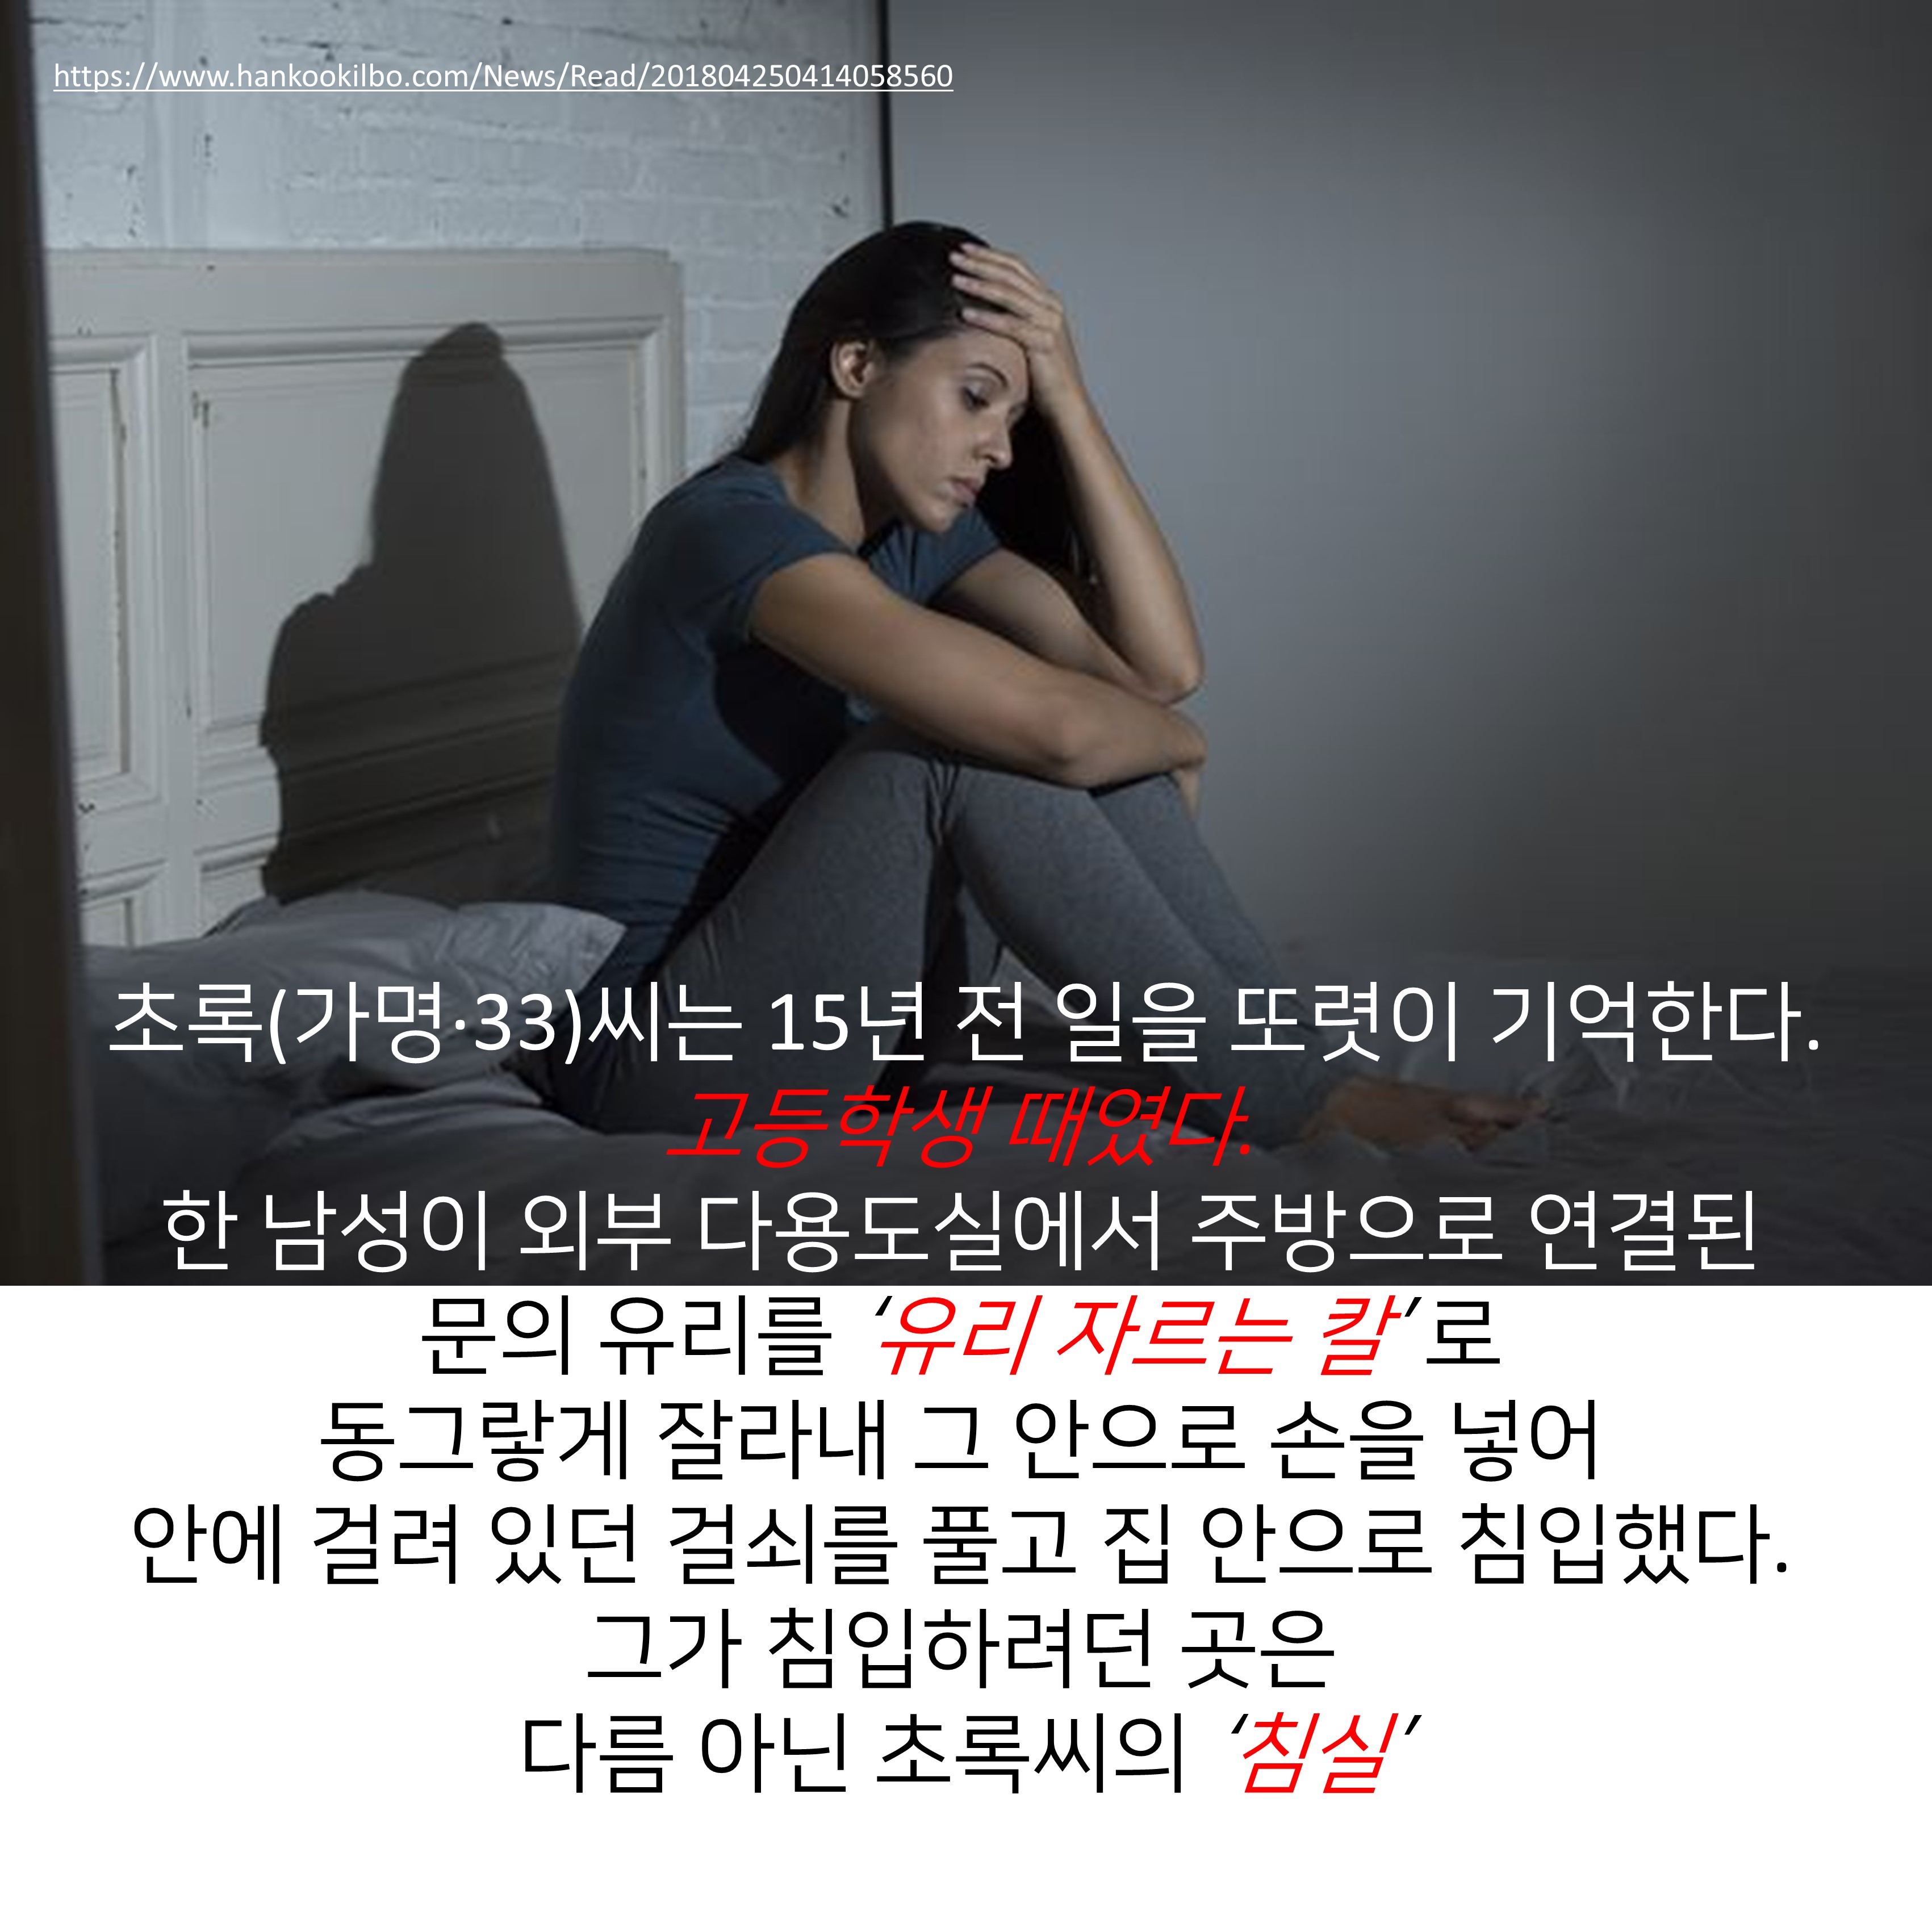 https://www.hankookilbo.com/News/Read/201804250414058560
초록(가명·33)씨는 15년 전 일을 또렷이 기억한다.
고등학생 때였다.
한 남성이 외부 다용도실에서 주방으로 연결된
문의 유리를 ‘유리 자르는 칼’로
동그랗게 잘라내 그 안으로 손을 넣어
안에 걸려 있던 걸쇠를 풀고 집 안으로 침입했다.
그가 침입하려던 곳은
다름 아닌 초록씨의 ‘침실’